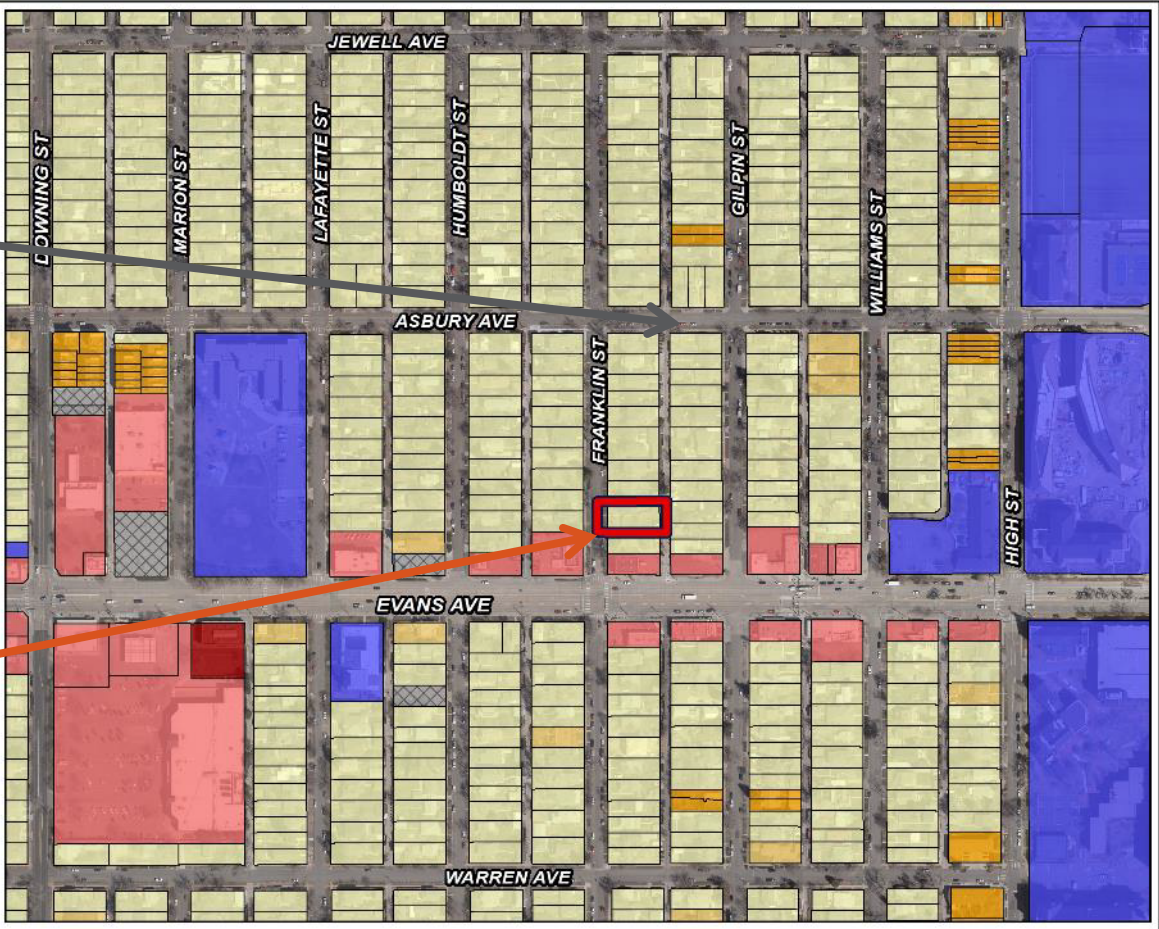 JEWELL AVE
DOWNING ST
MARION ST
LAFAYETTE ST
HUMBOLDT ST
GILPIN ST
WILLIAMS ST
ASBURY AVE
FRANKLIN ST
HIGH ST
EVANS AVE
WARREN AVE